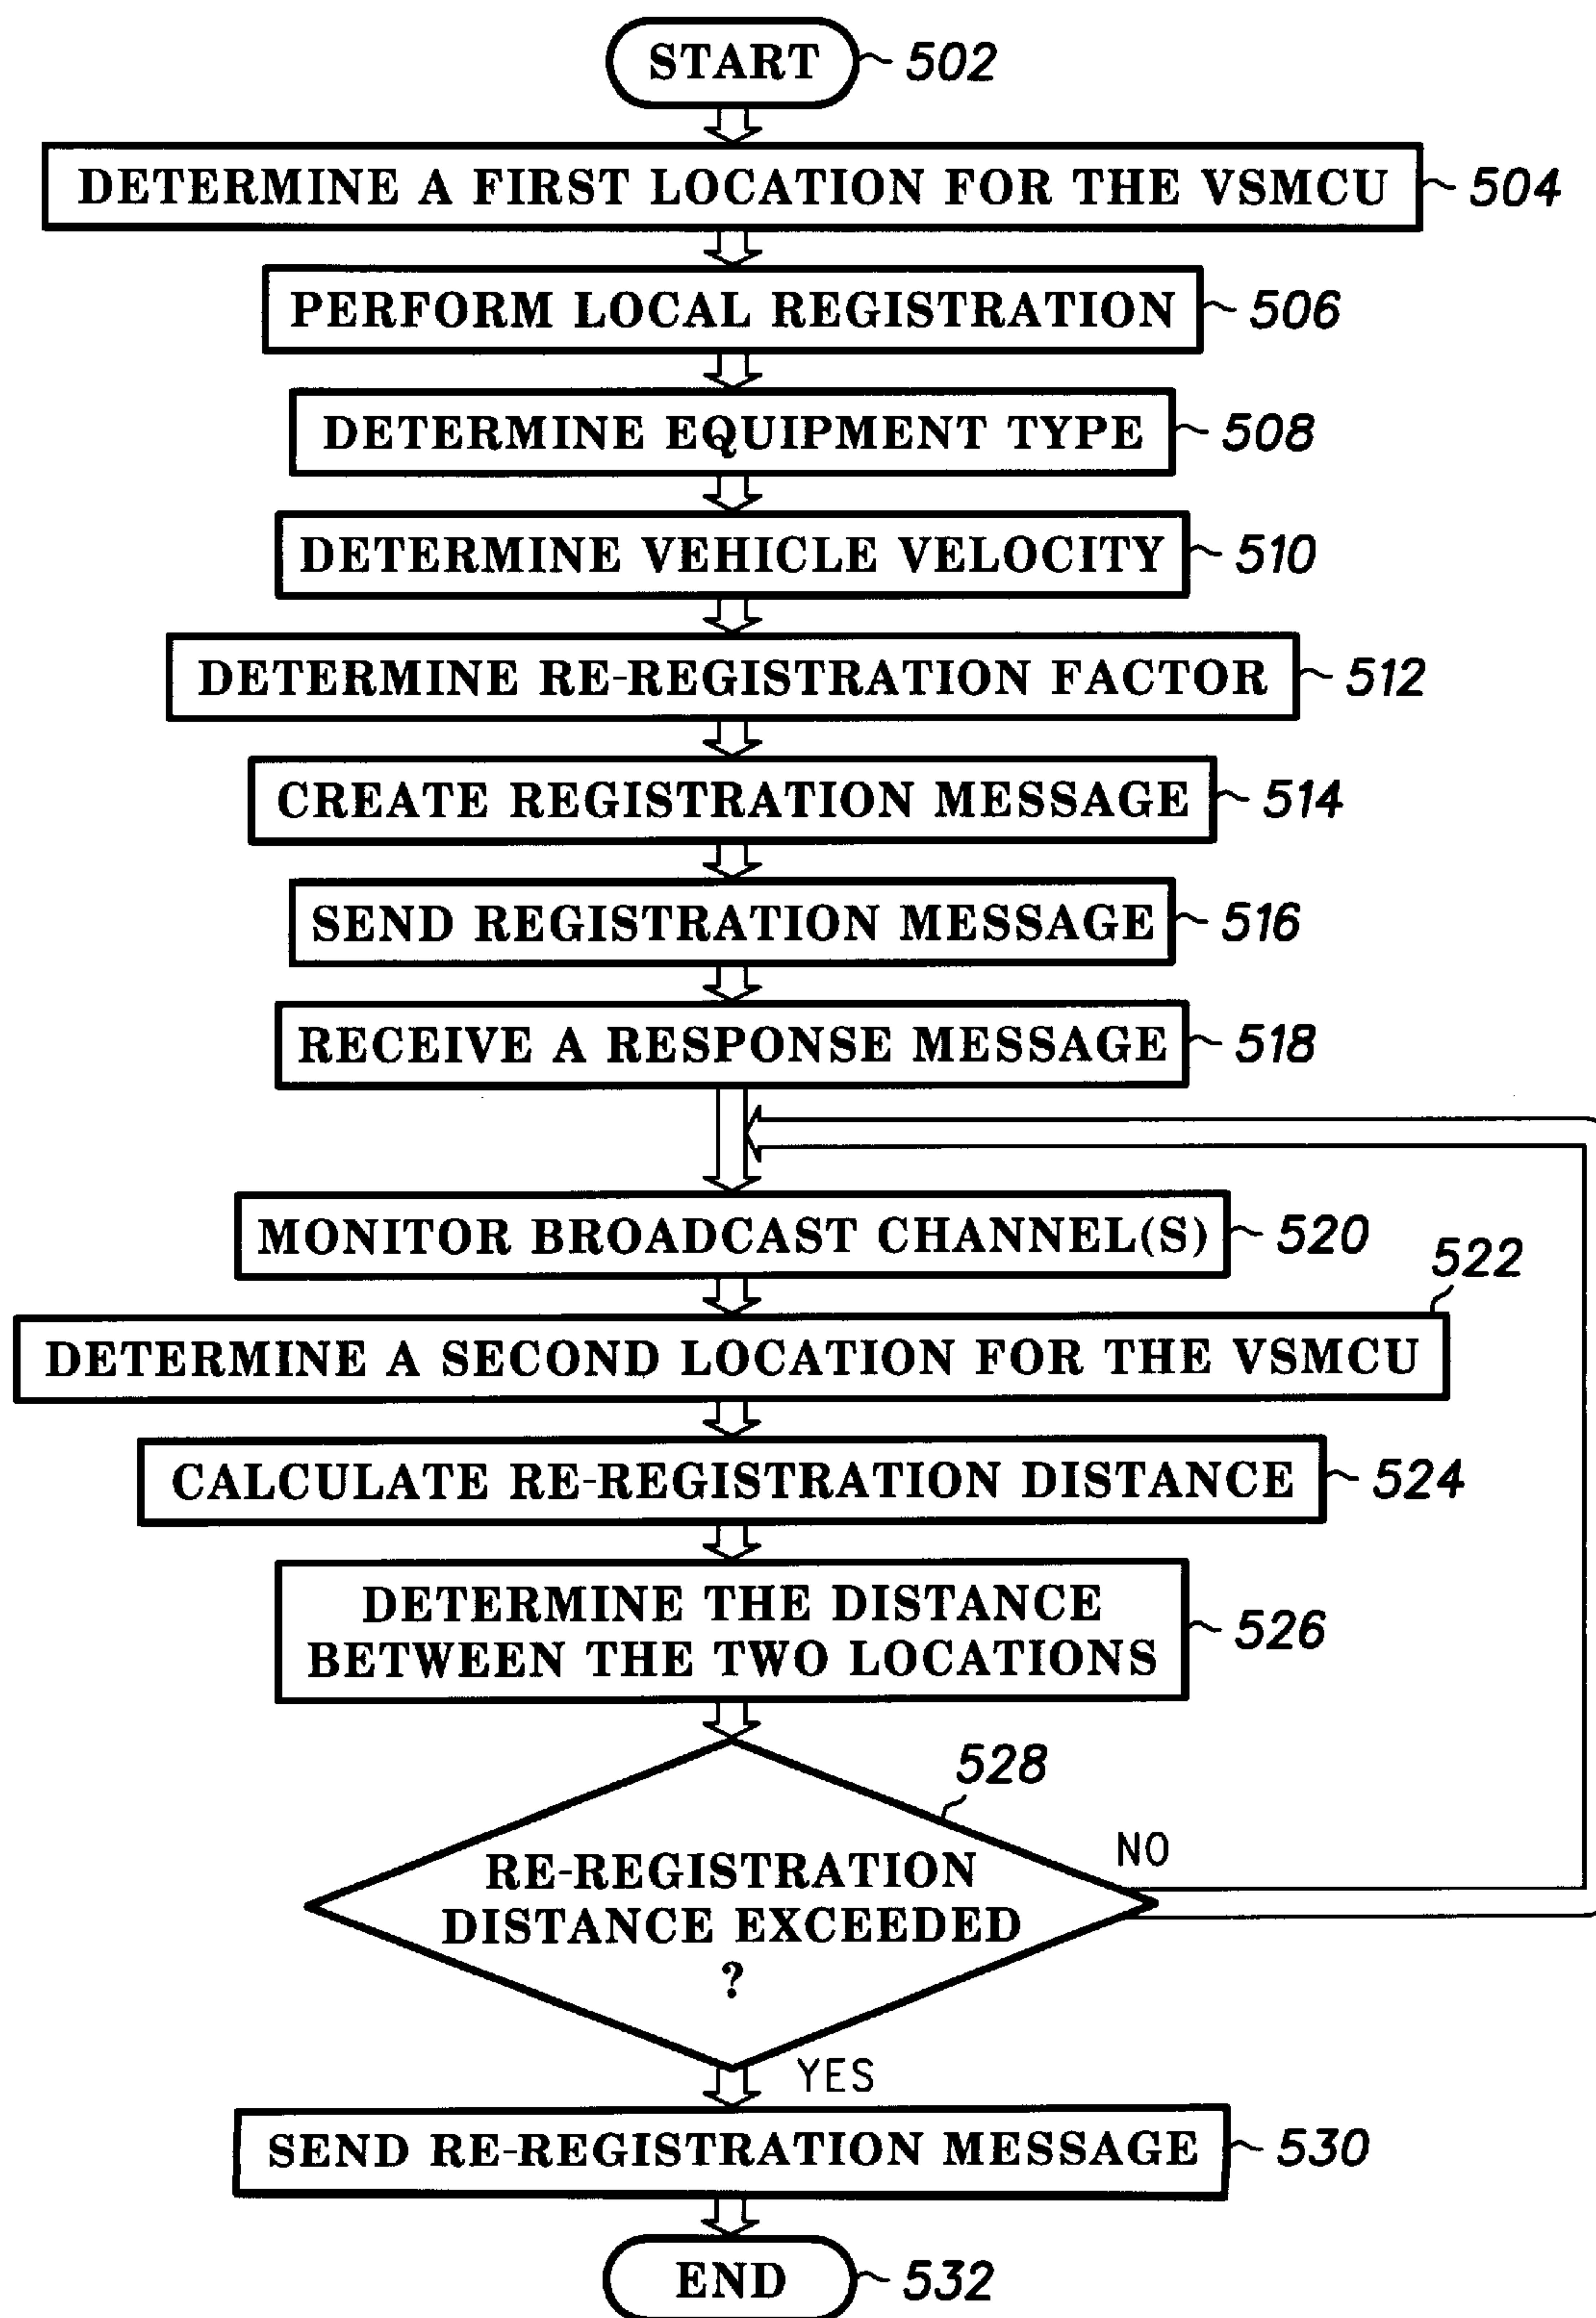 START 502
DETERMINE A FIRST LOCATION FOR THE VSMCU 504
PERFORM LOCAL REGISTRATION 506
DETERMINE EQUIPMENT TYPE 508
DETERMINE VEHICLE VELOCITY 510
DETERMINE RE-REGISTRATION FACTOR 512
CREATE REGISTRATION MESSAGE 514
SEND REGISTRATION MESSAGE 516
RECEIVE A RESPONSE MESSAGE 518
MONITOR BROADCAST CHANNEL(S) 520
522
DETERMINE A SECOND LOCATION FOR THE VSMCU
CALCULATE RE-REGISTRATION DISTANCE 524
DETERMINE THE DISTANCE
BETWEEN THE TWO LOCATIONS 526
528
NO
RE-REGISTRATION
DISTANCE EXCEEDED
?
YES
SEND RE-REGISTRATION MESSAGE 530
END 532